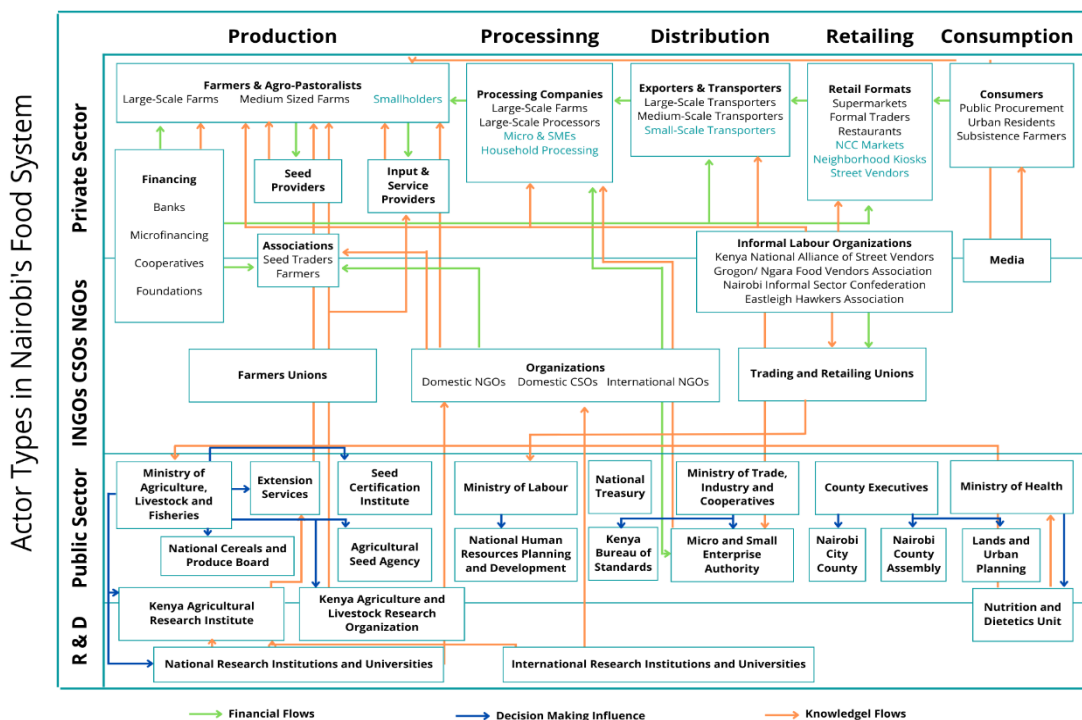 Actor Types in Nairobi's Food System
Production
Processinng
Distribution
Retailing
Consumption
Private Sector
Farmers & Agro-Pastoralists
Large-Scale Farms
Medium Sized Farms
Smallholders
Processing Companies
Large-Scale Farms
Large-Scale Processors
Micro & SMEs
Household Processing
Exporters & Transporters
Large-Scale Transporters
Medium-Scale Transporters
Small-Scale Transporters
Retail Formats
Supermarkets
Formal Traders
Restaurants
NCC Markets
Neighborhood Kiosks
Street Vendors
Consumers
Public Procurement
Urban Residents
Subsistence Farmers
Financing
Banks
Microfinancing
Cooperatives
Foundations
Seed
Providers
Input &
Service
Providers
Associations
Seed Traders
Farmers
Informal Labour Organizations
Kenya National Alliance of Street Vendors
Grogon/ Ngara Food Vendors Association
Nairobi Informal Sector Confederation
Eastleigh Hawkers Association
Media
INGOs CSOs NGOs
Farmers Unions
Organizations
Domestic NGOs
Domestic CSOs
International NGOs
Trading and Retailing Unions
Public Sector
Ministry of
Agriculture,
Livestock and
Fisheries
Extension
Services
Seed
Certification
Institute
Ministry of Labour
National
Treasury
Ministry of Trade,
Industry and
Cooperatives
County Executives
Ministry of Health
National Cereals and
Produce Board
Agricultural
Seed Agency
National Human
Resources Planning
and Development
Kenya
Bureau of
Standards
Micro and Small
Enterprise
Authority
Nairobi
City
County
Nairobi
County
Assembly
Lands and
Urban
Planning
R & D
Kenya Agricultural
Research Institute
Kenya Agriculture and
Livestock Research
Organization
Nutrition and
Dietetics Unit
National Research Institutions and Universities
International Research Institutions and Universities
Financial Flows
Decision Making Influence
Knowledgel Flows